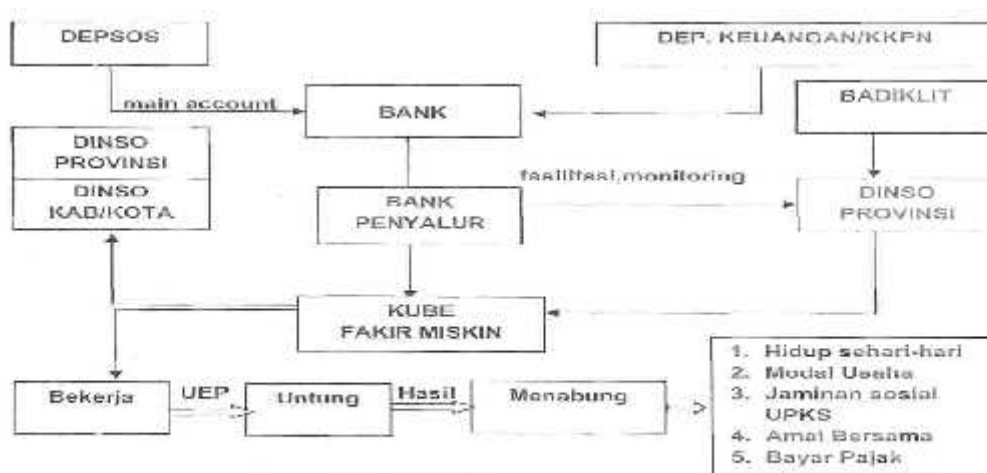 DEPSOS
DEP. KEUANGAN/KKPN
main account
BANK
BADIKLIT
DINSO
PROVINSI
DINSO
KAB/KOTA
fasilitasi,monitoring
BANK
PENYALUR
DINSO
PROVINSI
KUBE
FAKIR MISKIN
Bekerja
UEP
Untung
Hasil
Menabung
1. Hidup sehari-hari
2. Modal Usaha
3. Jaminan sosial
UPKS
4. Amal Bersama
5. Bayar Pajak